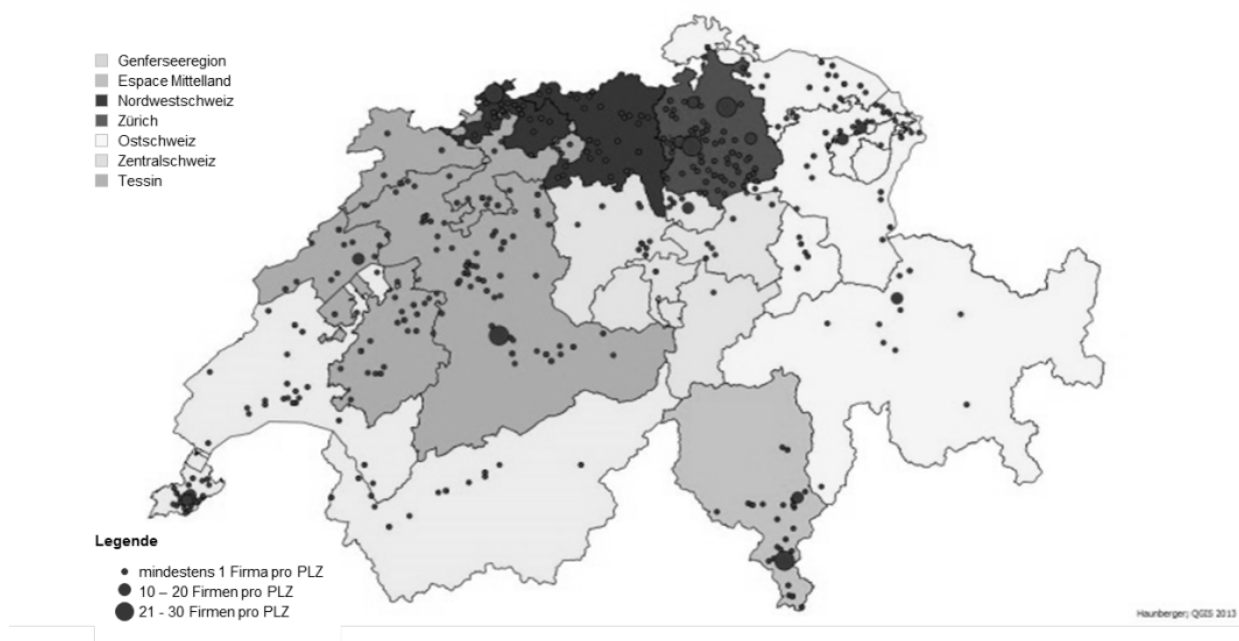 Genferseeregion
Espace Mittelland
Nordwestschweiz
Zürich
Ostschweiz
Zentralschweiz
Tessin
Legende
mindestens 1 Firma pro PLZ
10 – 20 Firmen pro PLZ
21 - 30 Firmen pro PLZ
Haunberger; QGIS 2013